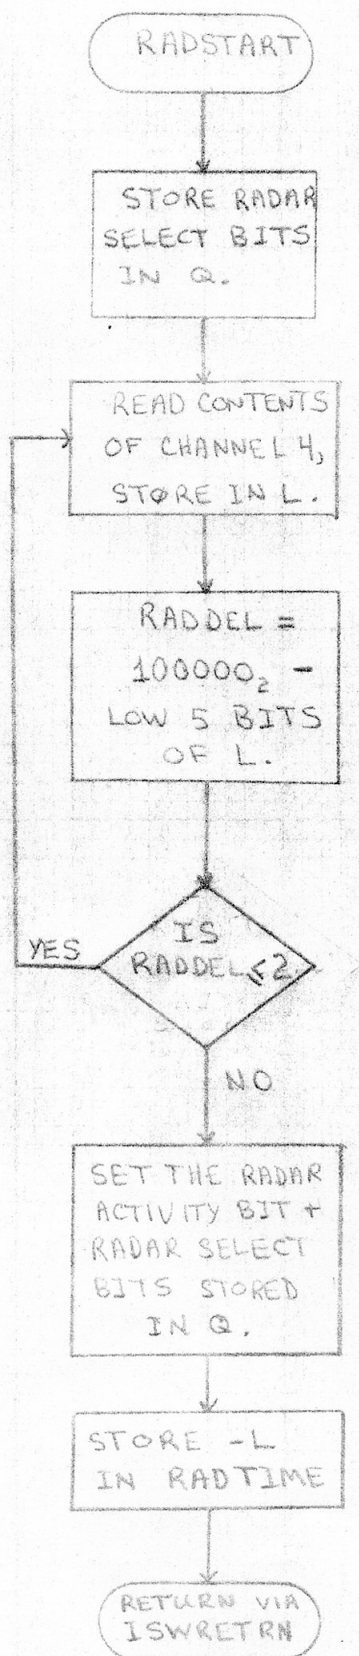 RADSTART
STORE RADAR
SELECT BITS
IN Q.
READ CONTENTS
OF CHANNEL 4,
STORE IN L.
RADDEL =
100000₂ -
LOW 5 BITS
OF L.
IS
RADDEL ≤ 2
YES
NO
SET THE RADAR
ACTIVITY BIT +
RADAR SELECT
BITS STORED
IN Q.
STORE -L
IN RADTIME
RETURN VIA
ISWRETRN